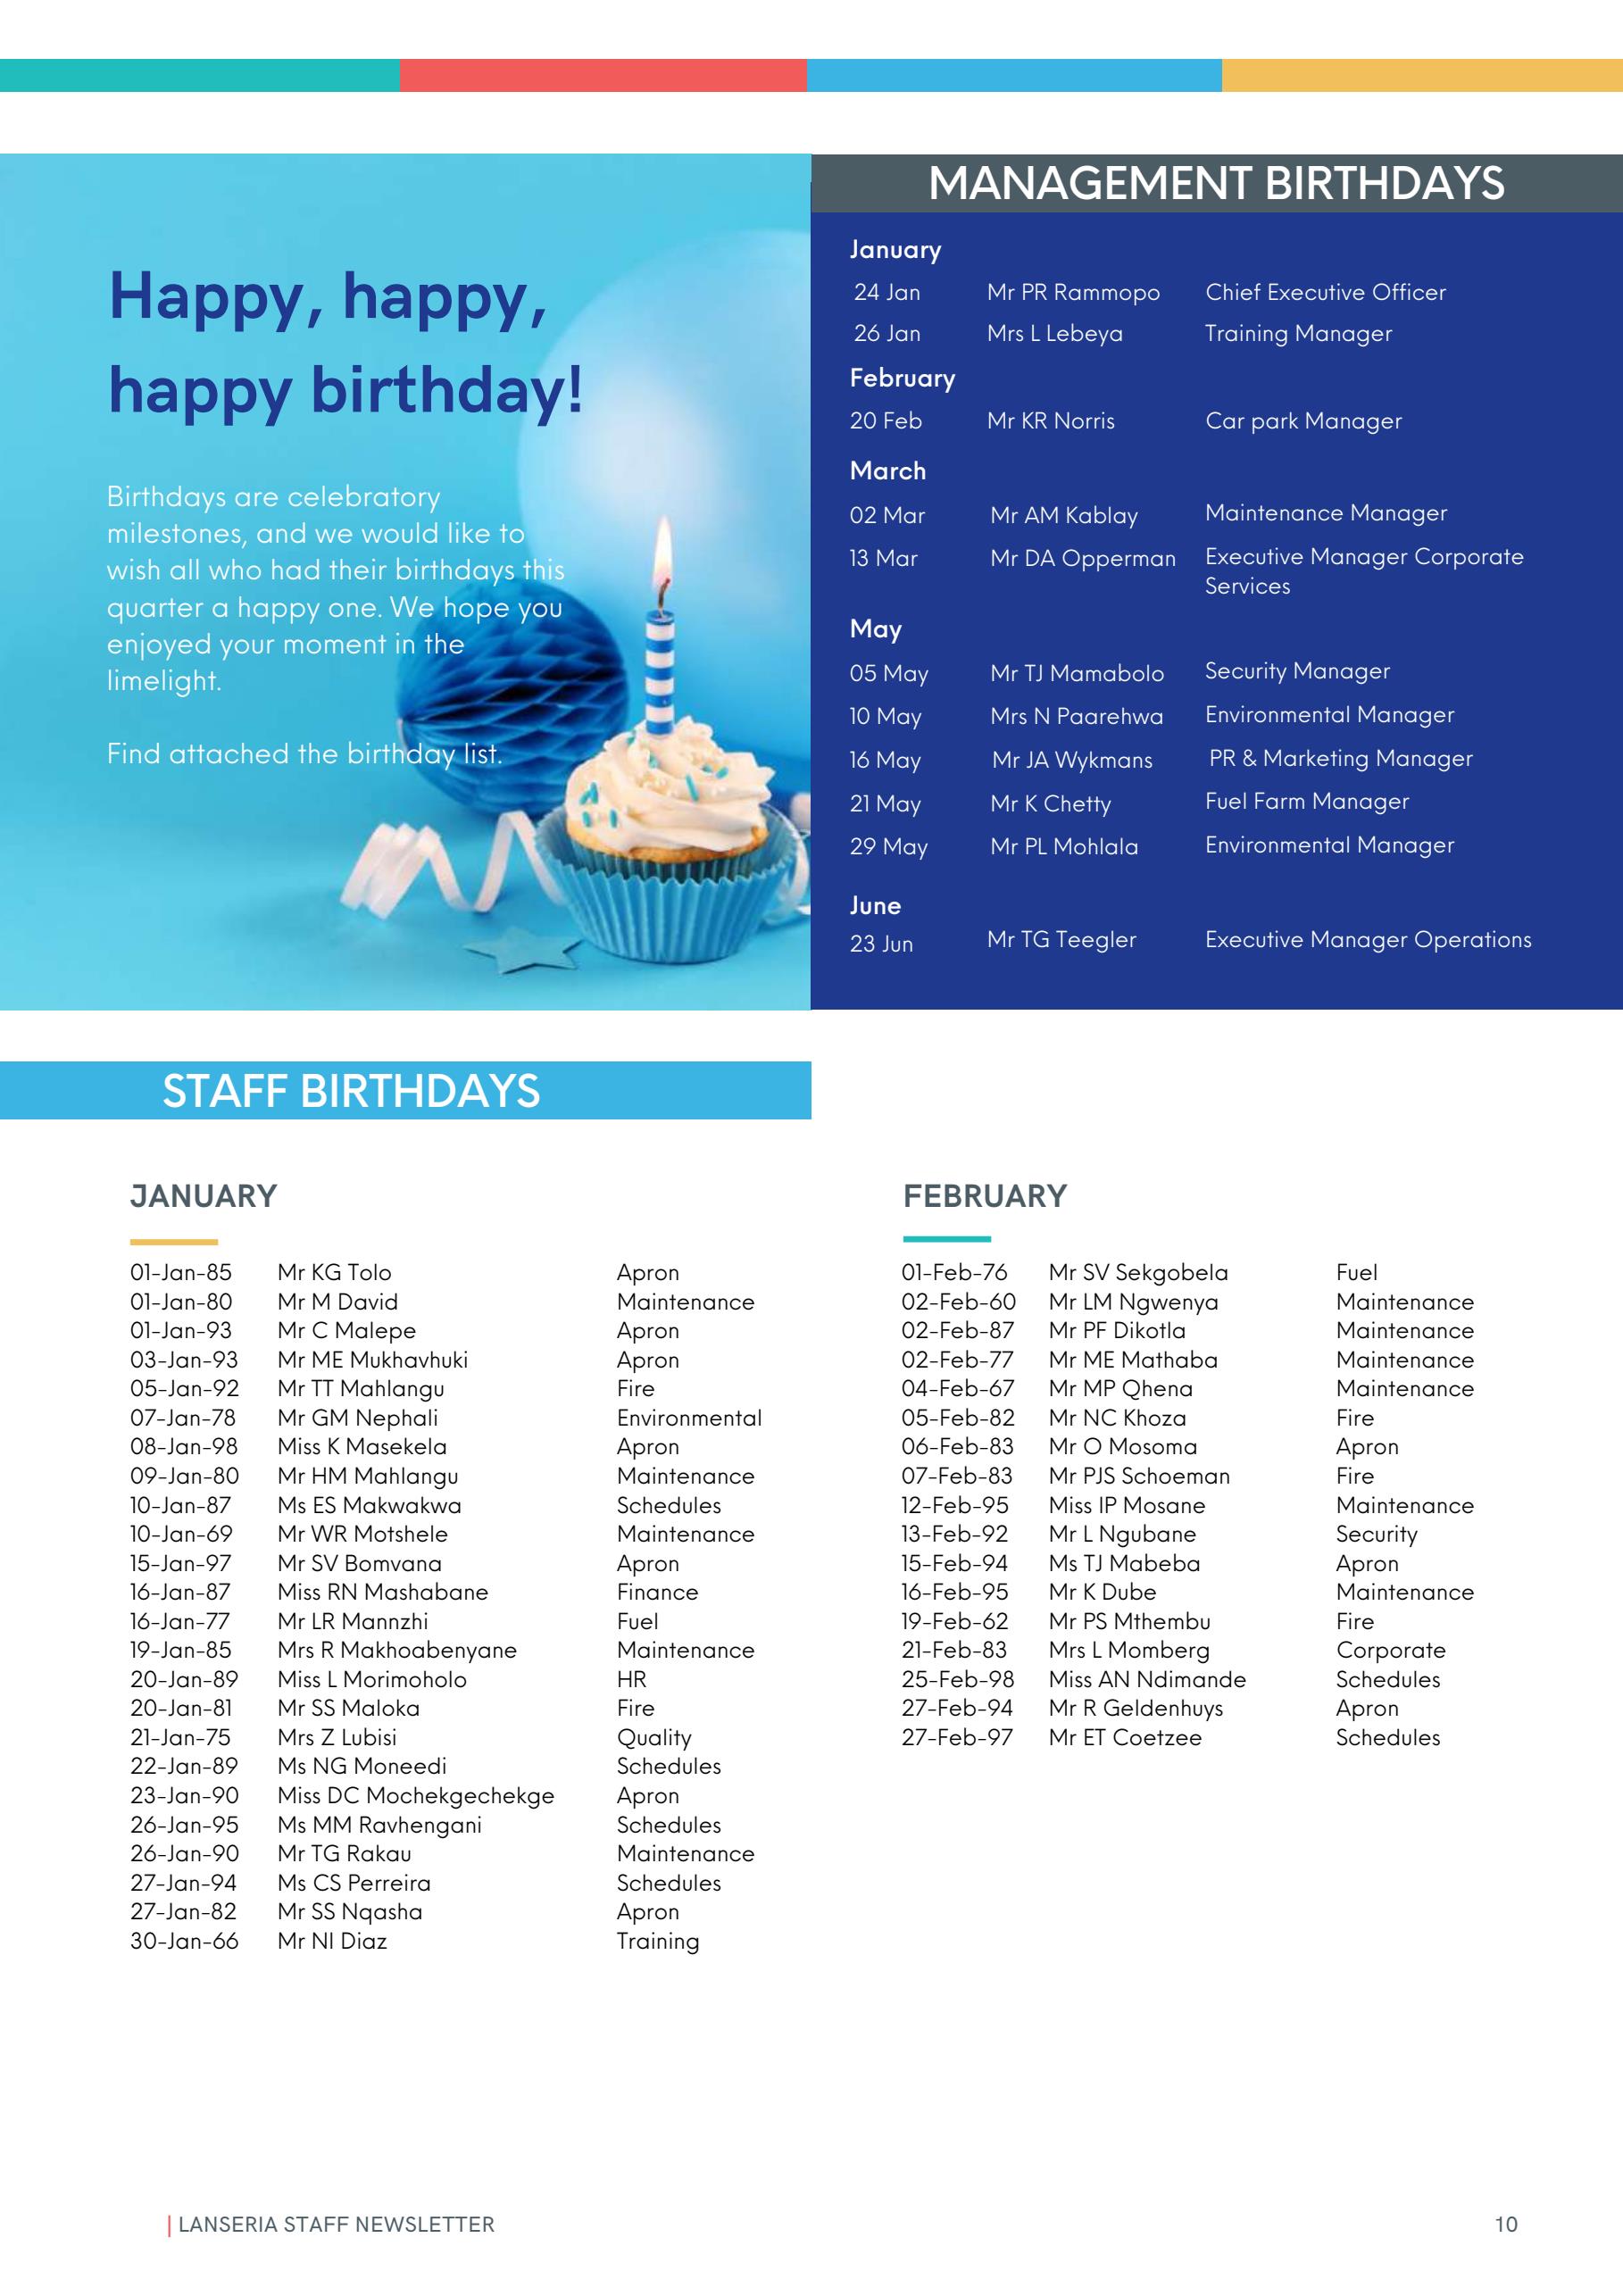 Happy, happy,
happy birthday!
Birthdays are celebratory
milestones, and we would like to
wish all who had their birthdays this
quarter a happy one. We hope you
enjoyed your moment in the
limelight.
Find attached the birthday list.
MANAGEMENT BIRTHDAYS
January
24 Jan Mr PR Rammopo Chief Executive Officer
26 Jan Mrs L Lebeya Training Manager
February
20 Feb Mr KR Norris Car park Manager
March
02 Mar Mr AM Kablay Maintenance Manager
13 Mar Mr DA Opperman Executive Manager Corporate
Services
May
05 May Mr TJ Mamabolo Security Manager
10 May Mrs N Paarehwa Environmental Manager
16 May Mr JA Wykmans PR & Marketing Manager
21 May Mr K Chetty Fuel Farm Manager
29 May Mr PL Mohlala Environmental Manager
June
23 Jun Mr TG Teegler Executive Manager Operations
STAFF BIRTHDAYS
JANUARY
01-Jan-85 Mr KG Tolo Apron
01-Jan-80 Mr M David Maintenance
01-Jan-93 Mr C Malepe Apron
03-Jan-93 Mr ME Mukhavhuki Apron
05-Jan-92 Mr TT Mahlangu Fire
07-Jan-78 Mr GM Nephali Environmental
08-Jan-98 Miss K Masekela Apron
09-Jan-80 Mr HM Mahlangu Maintenance
10-Jan-87 Ms ES Makwakwa Schedules
10-Jan-69 Mr WR Motshele Maintenance
15-Jan-97 Mr SV Bomvana Apron
16-Jan-87 Miss RN Mashabane Finance
16-Jan-77 Mr LR Mannzhi Fuel
19-Jan-85 Mrs R Makhoabenyane Maintenance
20-Jan-89 Miss L Morimoholo HR
20-Jan-81 Mr SS Maloka Fire
21-Jan-75 Mrs Z Lubisi Quality
22-Jan-89 Ms NG Moneedi Schedules
23-Jan-90 Miss DC Mochekgechekge Apron
26-Jan-95 Ms MM Ravhengani Schedules
26-Jan-90 Mr TG Rakau Maintenance
27-Jan-94 Ms CS Perreira Schedules
27-Jan-82 Mr SS Nqasha Apron
30-Jan-66 Mr NI Diaz Training
FEBRUARY
01-Feb-76 Mr SV Sekgobela Fuel
02-Feb-60 Mr LM Ngwenya Maintenance
02-Feb-87 Mr PF Dikotla Maintenance
02-Feb-77 Mr ME Mathaba Maintenance
04-Feb-67 Mr MP Qhena Maintenance
05-Feb-82 Mr NC Khoza Fire
06-Feb-83 Mr O Mosoma Apron
07-Feb-83 Mr PJS Schoeman Fire
12-Feb-95 Miss IP Mosane Maintenance
13-Feb-92 Mr L Ngubane Security
15-Feb-94 Ms TJ Mabeba Apron
16-Feb-95 Mr K Dube Maintenance
19-Feb-62 Mr PS Mthembu Fire
21-Feb-83 Mrs L Momberg Corporate
25-Feb-98 Miss AN Ndimande Schedules
27-Feb-94 Mr R Geldenhuys Apron
27-Feb-97 Mr ET Coetzee Schedules
| LANSERIA STAFF NEWSLETTER 10